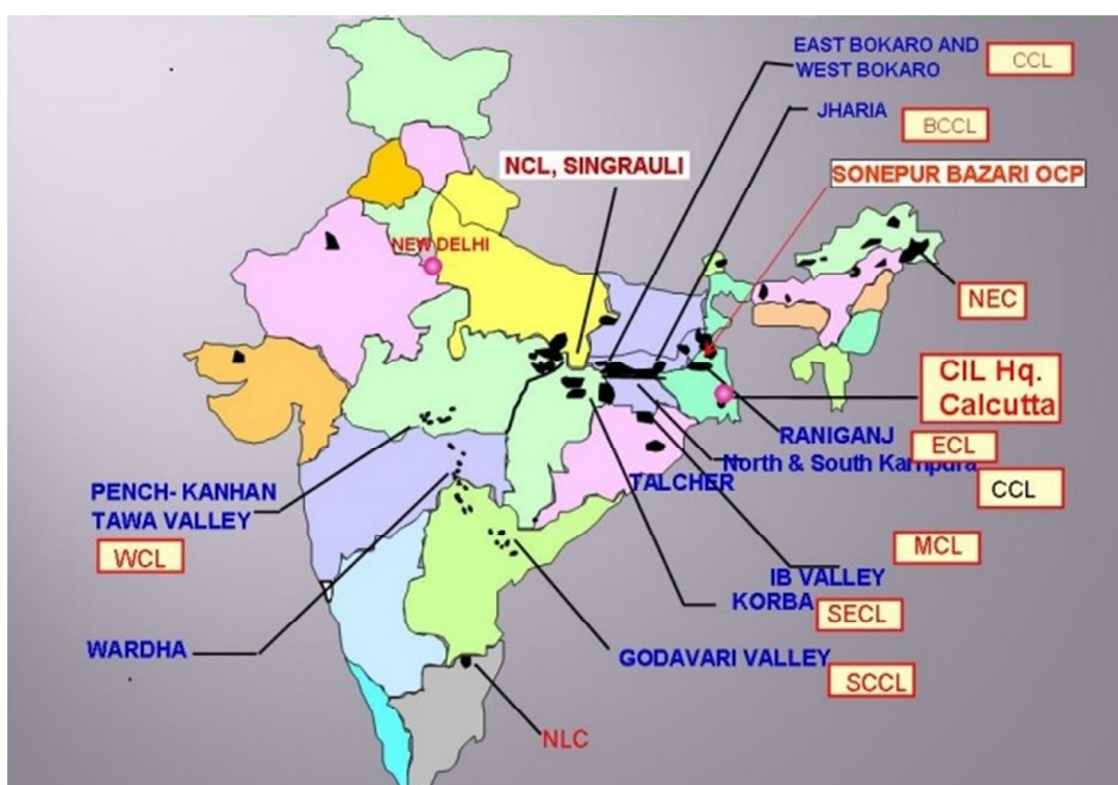 EAST BOKARO AND
WEST BOKARO
CCL
JHARIA
BCCL
NCL, SINGRAULI
SONEPUR BAZARI OCP
NEW DELHI
NEC
CIL Hq.
Calcutta
RANIGANJ
ECL
North & South Karnpura
TALCHER
CCL
PENCH- KANHAN
TAWA VALLEY
WCL
MCL
IB VALLEY
KORBA
SECL
WARDHA
GODAVARI VALLEY
SCCL
NLC